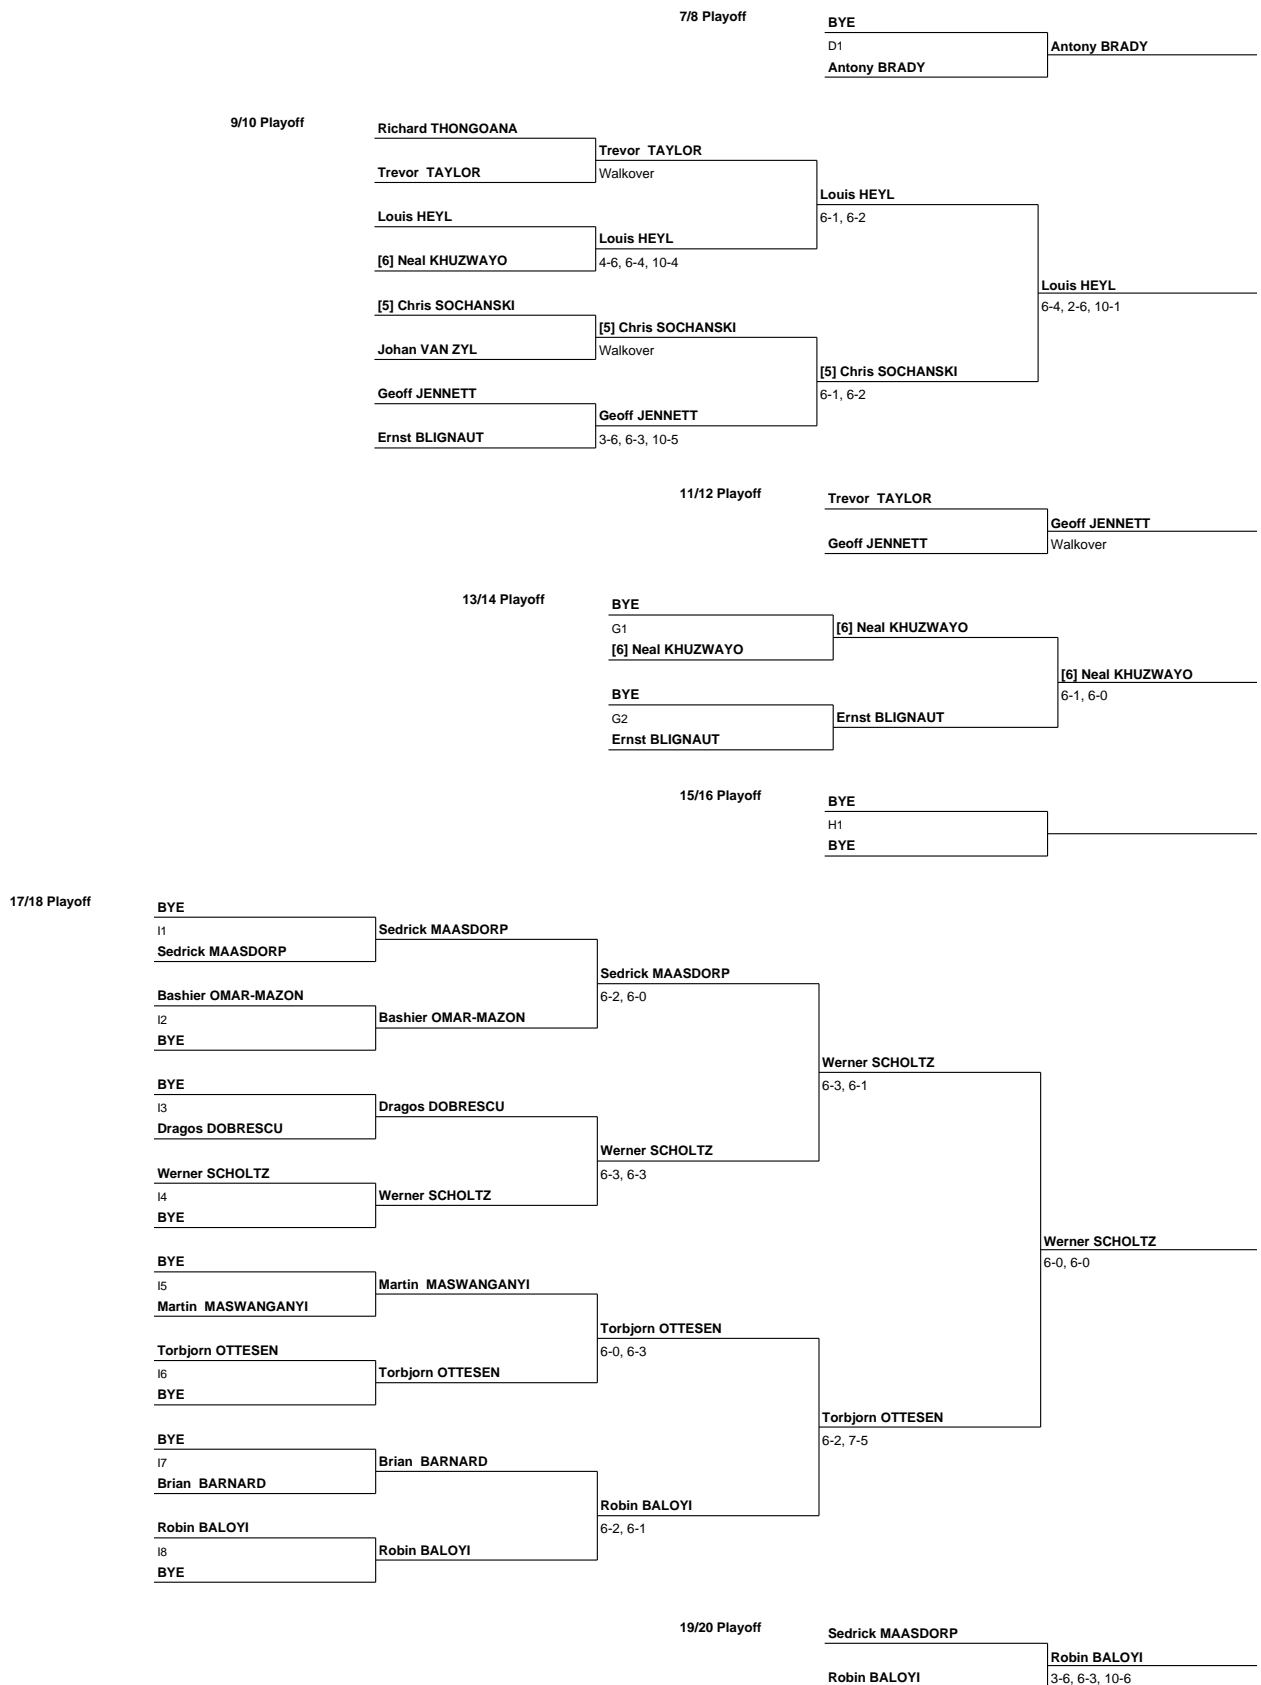 7/8 Playoff
BYE
D1
Antony BRADY
Antony BRADY
9/10 Playoff
Richard THONGOANA
Trevor TAYLOR
Trevor TAYLOR
Walkover
Louis HEYL
6-1, 6-2
Louis HEYL
Louis HEYL
[6] Neal KHUZWAYO
4-6, 6-4, 10-4
Louis HEYL
6-4, 2-6, 10-1
[5] Chris SOCHANSKI
[5] Chris SOCHANSKI
Johan VAN ZYL
Walkover
[5] Chris SOCHANSKI
6-1, 6-2
Geoff JENNETT
Geoff JENNETT
Ernst BLIGNAUT
3-6, 6-3, 10-5
11/12 Playoff
Trevor TAYLOR
Geoff JENNETT
Geoff JENNETT
Walkover
13/14 Playoff
BYE
G1
[6] Neal KHUZWAYO
[6] Neal KHUZWAYO
[6] Neal KHUZWAYO
6-1, 6-0
BYE
G2
Ernst BLIGNAUT
Ernst BLIGNAUT
15/16 Playoff
BYE
H1
BYE
17/18 Playoff
BYE
I1
Sedrick MAASDORP
Sedrick MAASDORP
Sedrick MAASDORP
6-2, 6-0
Bashier OMAR-MAZON
I2
Bashier OMAR-MAZON
BYE
Werner SCHOLTZ
6-3, 6-1
BYE
I3
Dragos DOBRESCU
Dragos DOBRESCU
Werner SCHOLTZ
6-3, 6-3
Werner SCHOLTZ
I4
Werner SCHOLTZ
BYE
Werner SCHOLTZ
6-0, 6-0
BYE
I5
Martin MASWANGANYI
Martin MASWANGANYI
Torbjorn OTTESEN
6-0, 6-3
Torbjorn OTTESEN
I6
Torbjorn OTTESEN
BYE
Torbjorn OTTESEN
6-2, 7-5
BYE
I7
Brian BARNARD
Brian BARNARD
Robin BALOYI
6-2, 6-1
Robin BALOYI
I8
Robin BALOYI
BYE
19/20 Playoff
Sedrick MAASDORP
Robin BALOYI
Robin BALOYI
3-6, 6-3, 10-6